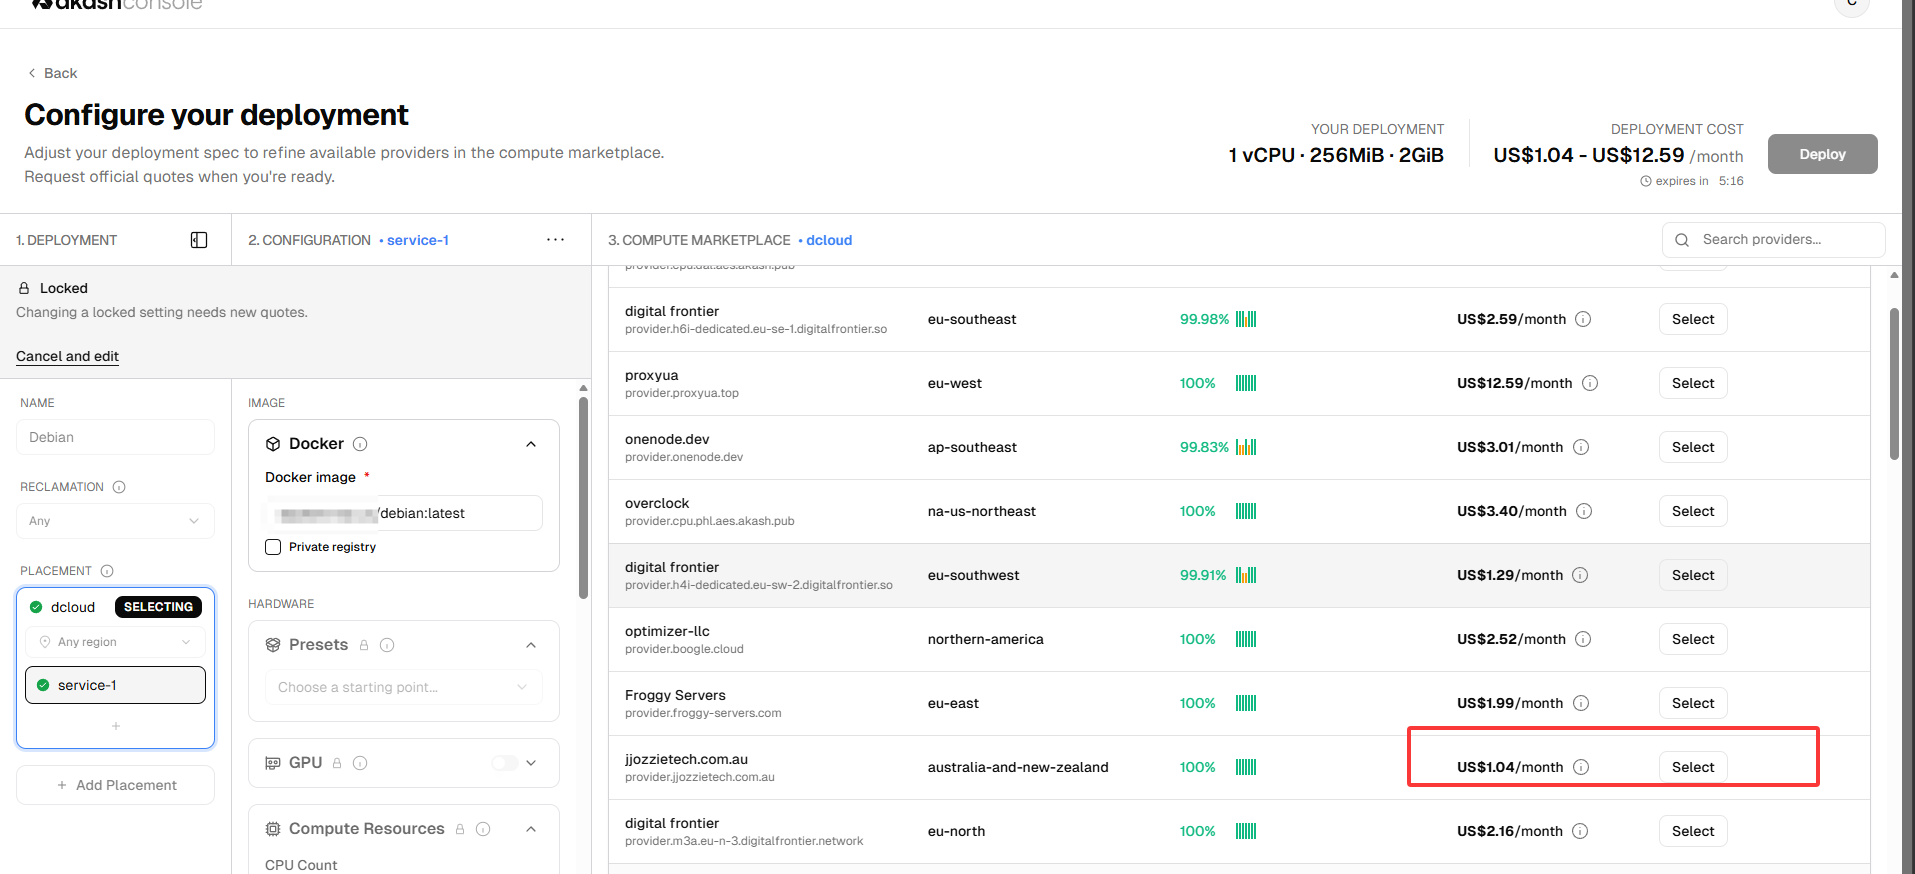 akashconsole
C
Back
Configure your deployment
Adjust your deployment spec to refine available providers in the compute marketplace.
Request official quotes when you're ready.
YOUR DEPLOYMENT
1 vCPU · 256MiB · 2GiB
DEPLOYMENT COST
US$1.04 - US$12.59 /month
expires in 5:16
Deploy
1. DEPLOYMENT
2. CONFIGURATION • service-1
...
3. COMPUTE MARKETPLACE • dcloud
Search providers...
Locked
Changing a locked setting needs new quotes.
Cancel and edit
NAME
Debian
RECLAMATION
Any
PLACEMENT
dcloud SELECTING
Any region
service-1
+
+ Add Placement
IMAGE
Docker
Docker image *
/debian:latest
Private registry
HARDWARE
Presets
Choose a starting point...
GPU
Compute Resources
CPU Count
provider.cpu.dal.aes.akash.pub
digital frontier
provider.h6i-dedicated.eu-se-1.digitalfrontier.so
eu-southeast
99.98%
US$2.59/month
Select
proxyua
provider.proxyua.top
eu-west
100%
US$12.59/month
Select
onenode.dev
provider.onenode.dev
ap-southeast
99.83%
US$3.01/month
Select
overclock
provider.cpu.phl.aes.akash.pub
na-us-northeast
100%
US$3.40/month
Select
digital frontier
provider.h4i-dedicated.eu-sw-2.digitalfrontier.so
eu-southwest
99.91%
US$1.29/month
Select
optimizer-llc
provider.boogle.cloud
northern-america
100%
US$2.52/month
Select
Froggy Servers
provider.froggy-servers.com
eu-east
100%
US$1.99/month
Select
jjozzietech.com.au
provider.jjozzietech.com.au
australia-and-new-zealand
100%
US$1.04/month
Select
digital frontier
provider.m3a.eu-n-3.digitalfrontier.network
eu-north
100%
US$2.16/month
Select